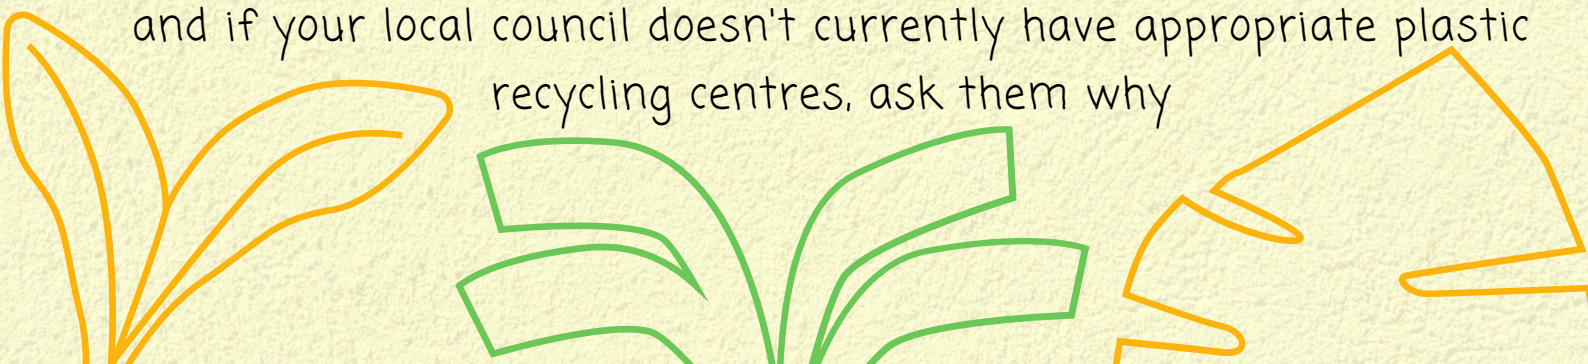 and if your local council doesn't currently have appropriate plastic
recycling centres, ask them why